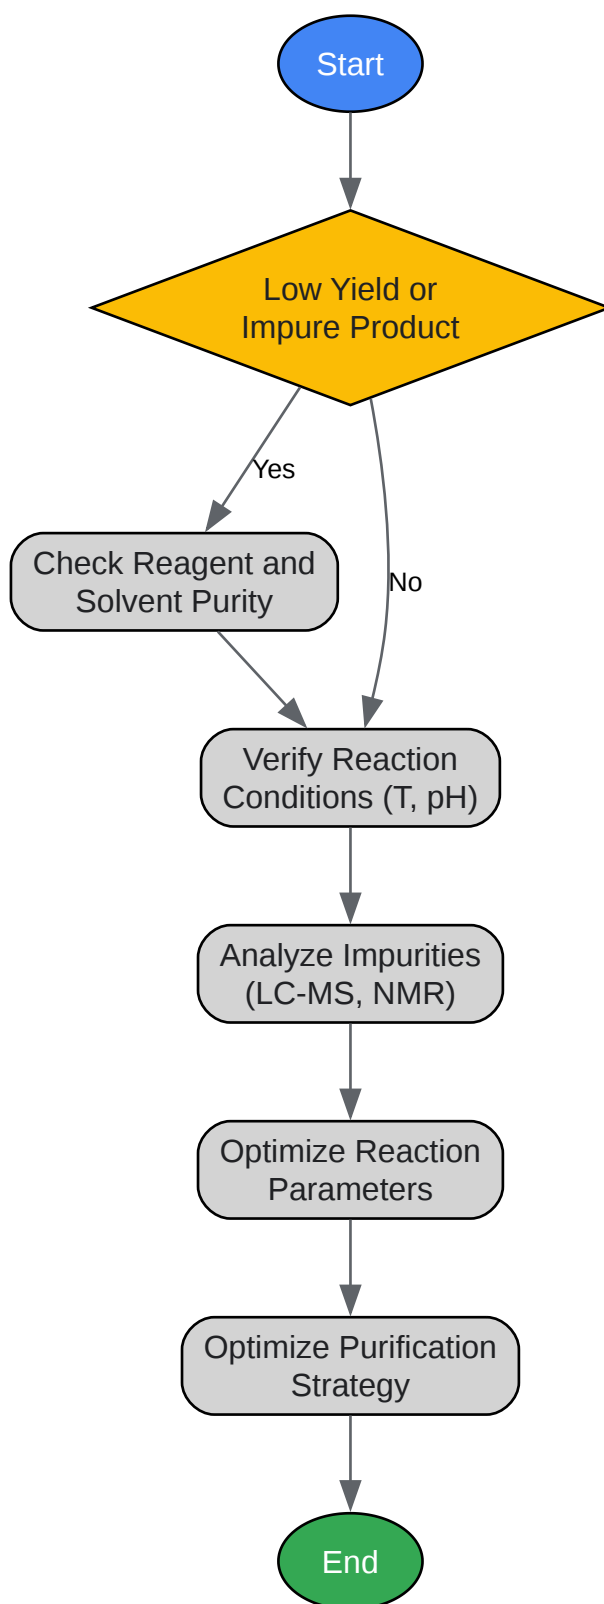 Start
Low Yield or
Impure Product
Yes
Check Reagent and
Solvent Purity
No
Verify Reaction
Conditions (T, pH)
Analyze Impurities
(LC-MS, NMR)
Optimize Reaction
Parameters
Optimize Purification
Strategy
End